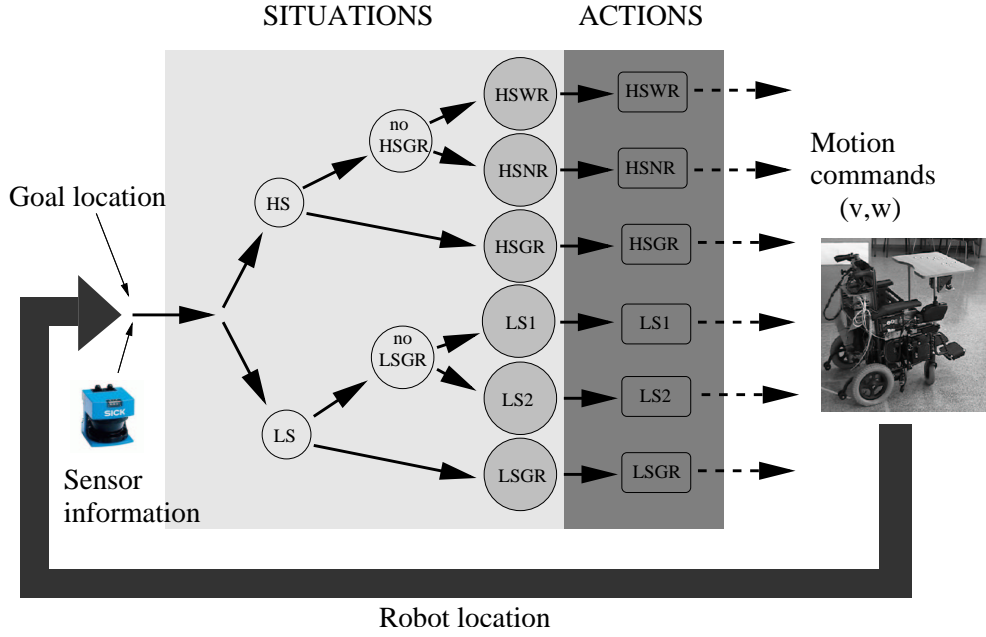 SITUATIONS
ACTIONS
HSWR
HSWR
no
HSGR
HSNR
HSNR
Motion
commands
(v,w)
Goal location
HS
HSGR
HSGR
LS1
LS1
no
LSGR
LS2
LS2
SICK
LS
LSGR
LSGR
Sensor
information
Robot location